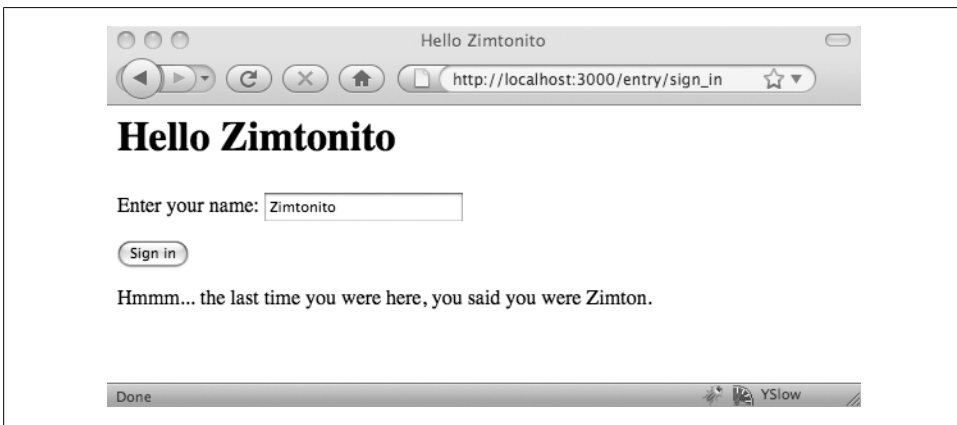 Hello Zimtonito
http://localhost:3000/entry/sign_in
Hello Zimtonito
Enter your name: Zimtonito
Sign in
Hmmm... the last time you were here, you said you were Zimton.
Done YSlow